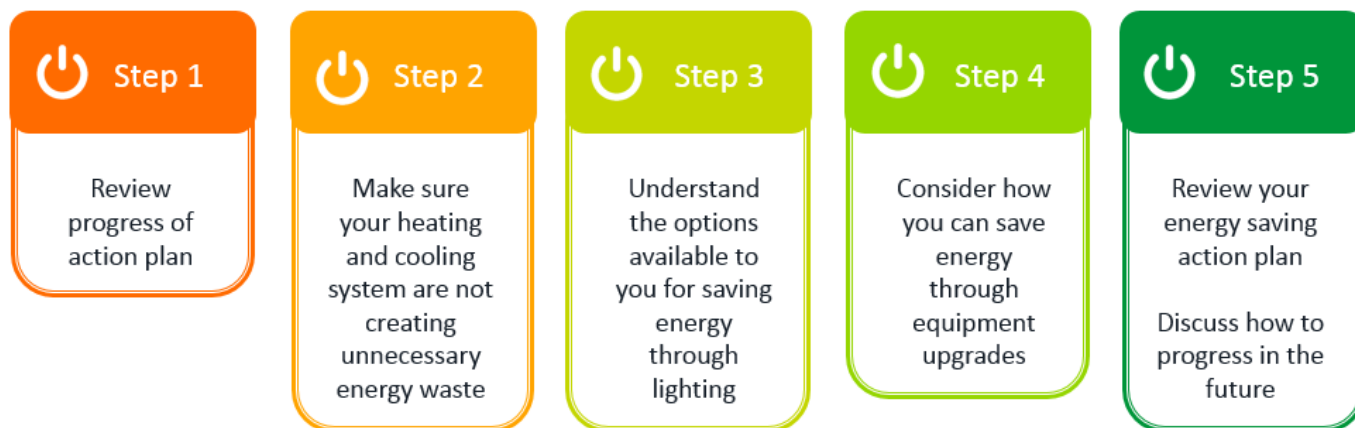 Step 1
Review
progress of
action plan
Step 2
Make sure
your heating
and cooling
system are not
creating
unnecessary
energy waste
Step 3
Understand
the options
available to
you for saving
energy
through
lighting
Step 4
Consider how
you can save
energy
through
equipment
upgrades
Step 5
Review your
energy saving
action plan
Discuss how to
progress in the
future